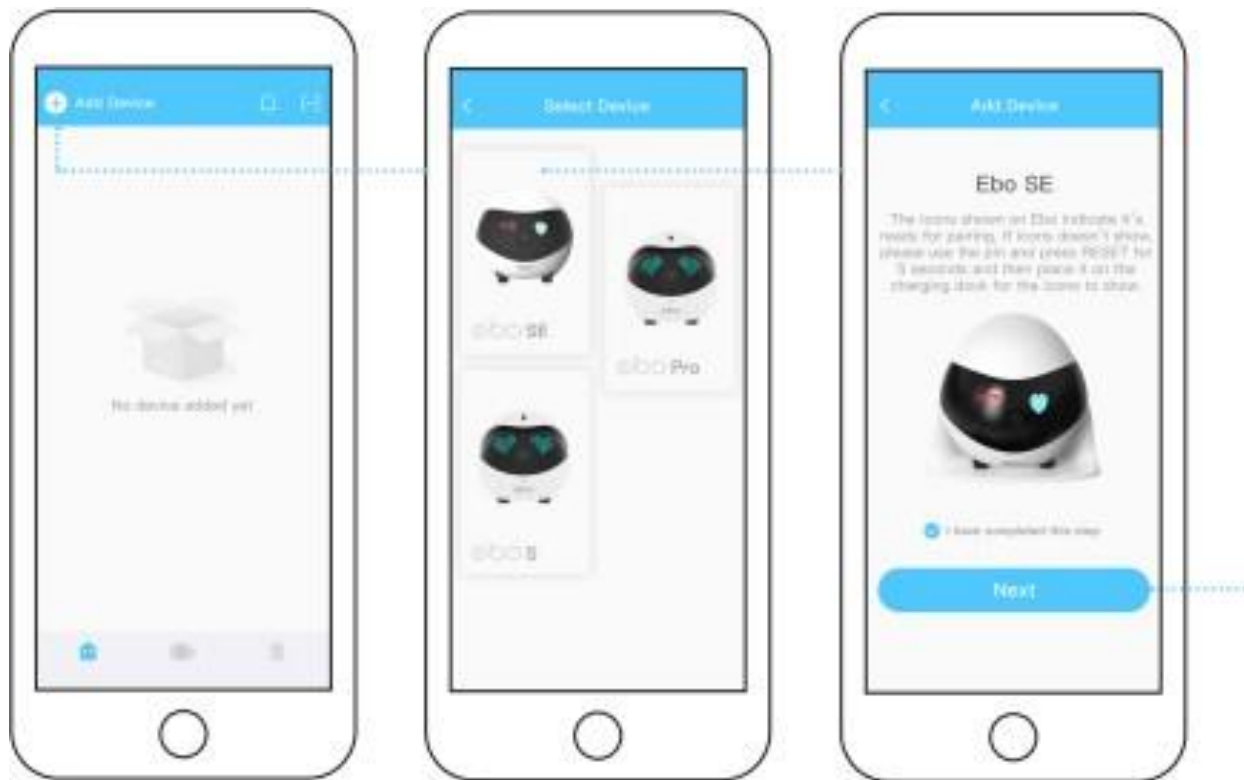 Add Device
No device added yet
Select Device
ebo SE
ebo Pro
ebo S
Add Device
Ebo SE
The icons shown on Ebo indicate it's
ready for pairing. If icons doesn't show,
please use the pin and press RESET for
5 seconds and then place it on the
charging dock for the icons to show.
I have completed this step
Next